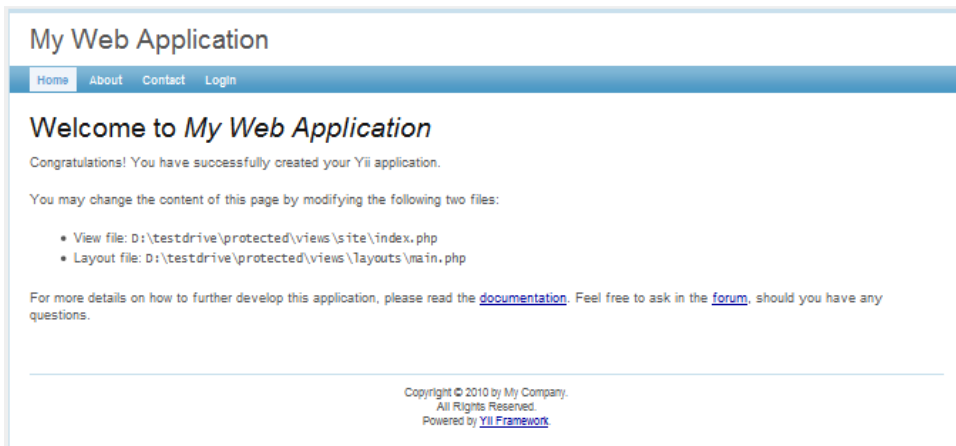 My Web Application
Home About Contact Login
Welcome to My Web Application
Congratulations! You have successfully created your Yii application.
You may change the content of this page by modifying the following two files:
• View file: D:\testdrive\protected\views\site\index.php
• Layout file: D:\testdrive\protected\views\layouts\main.php
For more details on how to further develop this application, please read the documentation. Feel free to ask in the forum, should you have any
questions.
Copyright © 2010 by My Company.
All Rights Reserved.
Powered by Yii Framework.